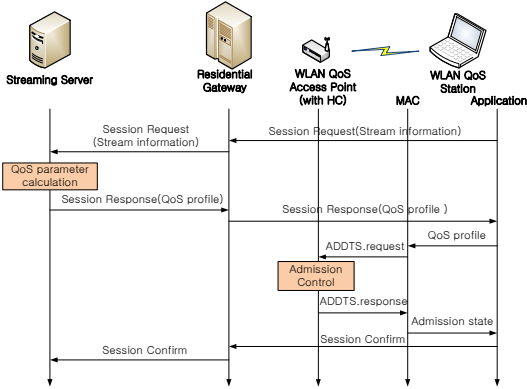 Streaming Server
Residential
Gateway
WLAN QoS
Access Point
(with HC)
MAC
WLAN QoS
Station
Application
Session Request
(Stream information)
Session Request(Stream information)
QoS parameter
calculation
Session Response(QoS profile)
Session Response(QoS profile )
QoS profile
ADDTS.request
Admission
Control
ADDTS.response
Admission state
Session Confirm
Session Confirm